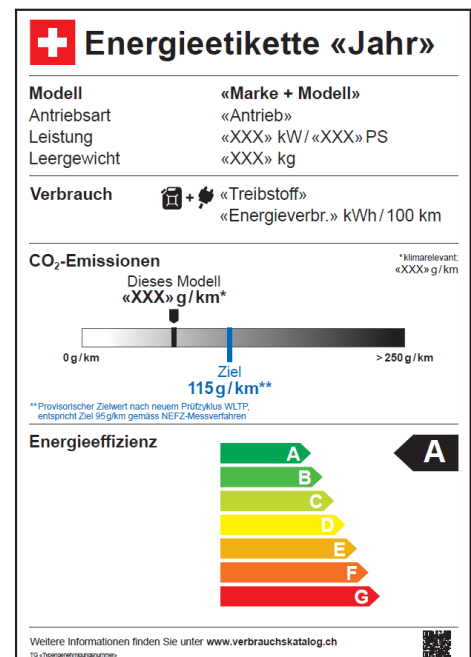 Energieetikette «Jahr»
Modell «Marke + Modell»
Antriebsart «Antrieb»
Leistung «XXX» kW/«XXX» PS
Leergewicht «XXX» kg
Verbrauch + «Treibstoff»
«Energieverbr.» kWh/100 km
CO₂-Emissionen
*klimarelevant:
«XXX» g/km
Dieses Modell
«XXX» g/km*
0 g/km
> 250 g/km
Ziel
115 g/km**
**Provisorischer Zielwert nach neuem Prüfzyklus WLTP,
entspricht Ziel 95 g/km gemäss NEFZ-Messverfahren
Energieeffizienz
A
A
B
C
D
E
F
G
Weitere Informationen finden Sie unter www.verbrauchskatalog.ch
TG «Typengenehmigungsnummer»